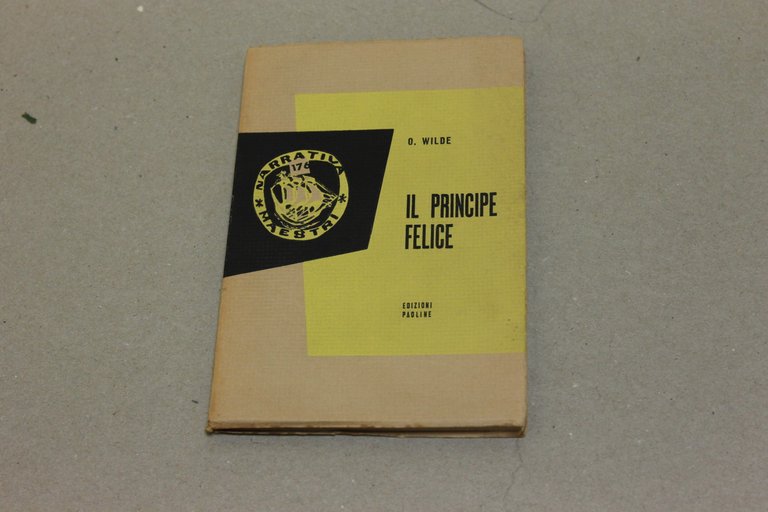 NARRATIVA
176
* MAESTRI *
O. WILDE
IL PRINCIPE
FELICE
EDIZIONI
PAOLINE